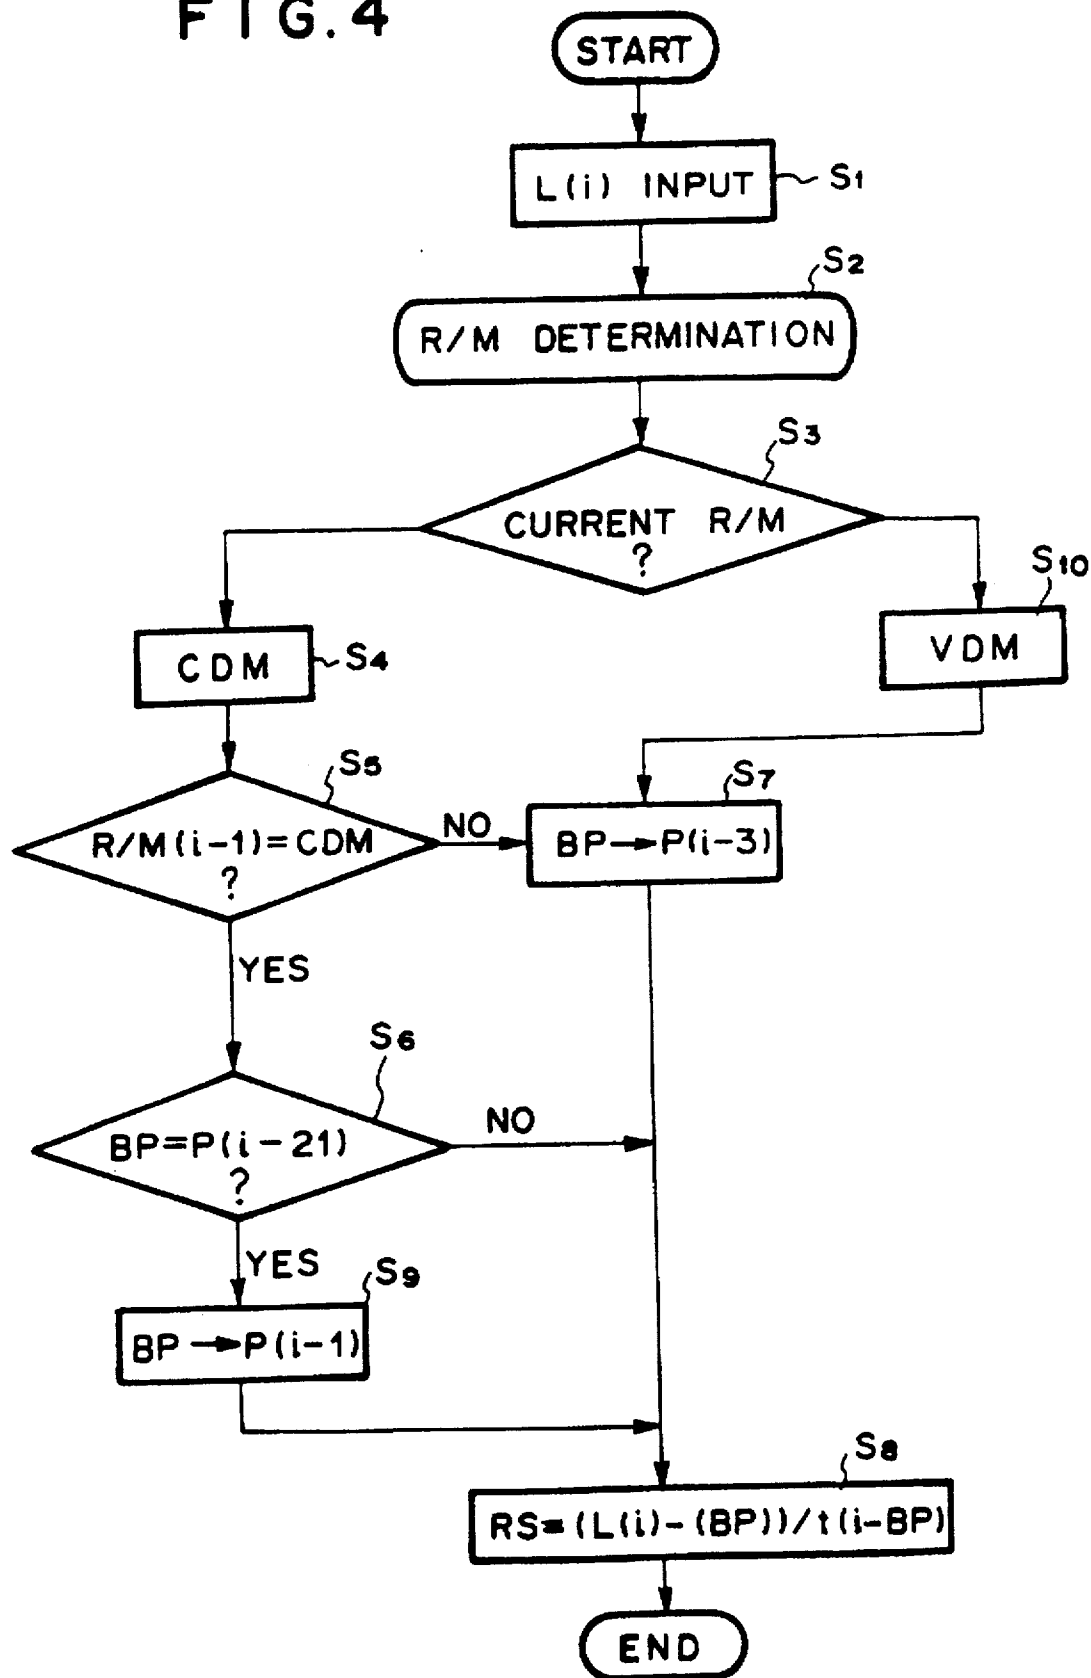 FIG.4
START
L(i) INPUT
S1
S2
R/M DETERMINATION
S3
CURRENT R/M
?
S10
CDM
S4
VDM
S5
S7
R/M(i-1)=CDM
?
NO
BP→P(i-3)
YES
S6
BP=P(i-21)
?
NO
YES
S9
BP→P(i-1)
S8
RS=(L(i)-(BP))/t(i-BP)
END